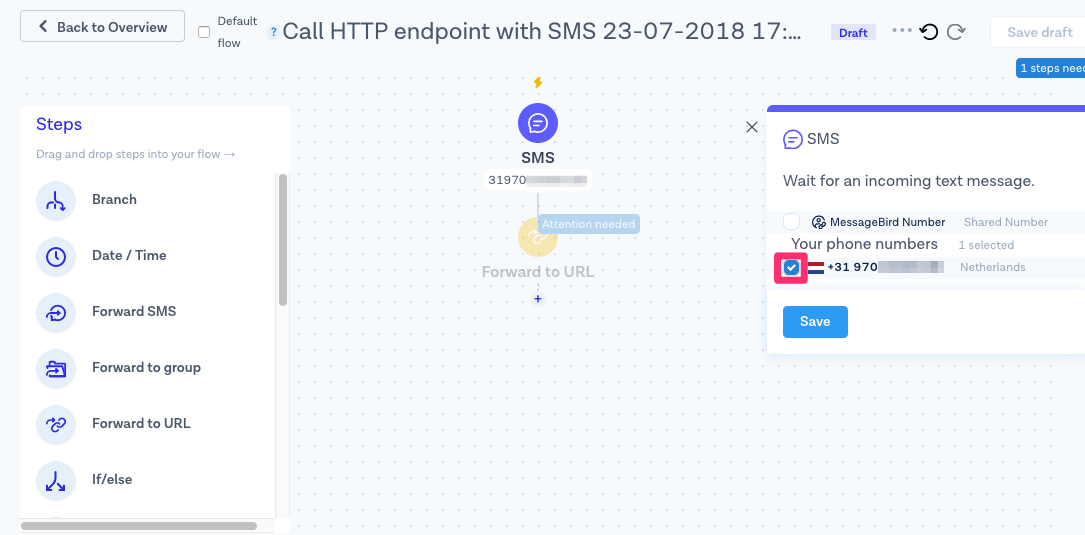 Back to Overview
Default flow
?
Call HTTP endpoint with SMS 23-07-2018 17:...
Draft
Save draft
1 steps need
Steps
Drag and drop steps into your flow →
Branch
Date / Time
Forward SMS
Forward to group
Forward to URL
If/else
SMS
31970
Attention needed
Forward to URL
+
SMS
Wait for an incoming text message.
MessageBird Number Shared Number
Your phone numbers 1 selected
+31 970 Netherlands
Save